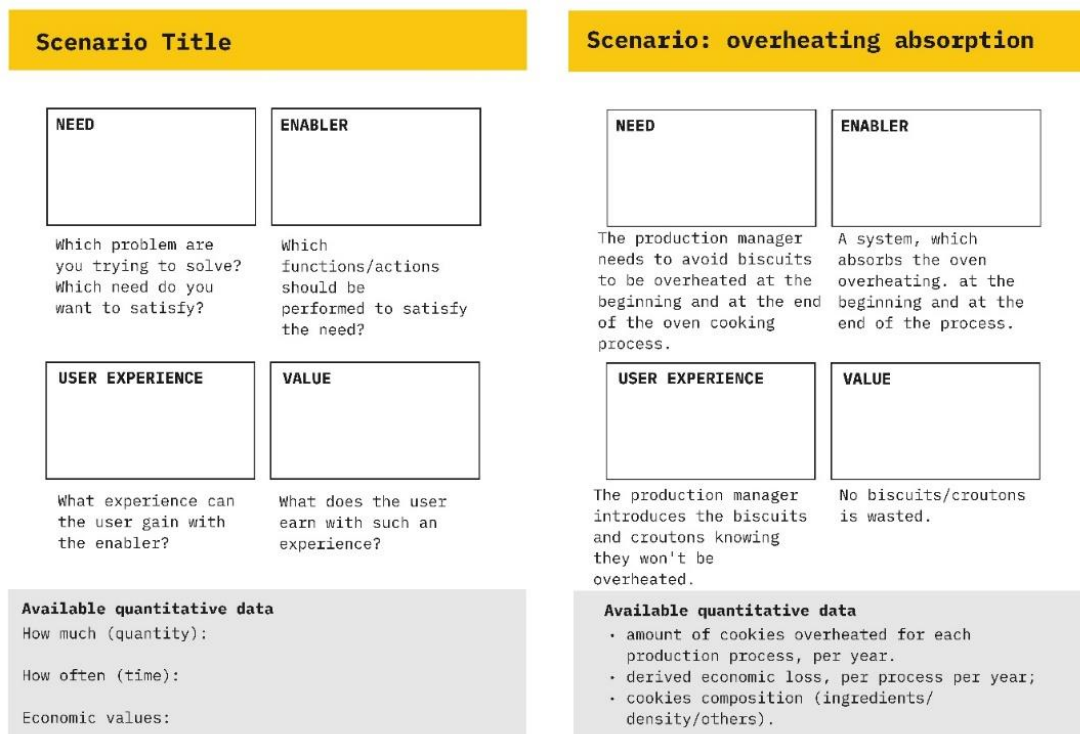 Scenario Title
NEED
ENABLER
Which problem are
you trying to solve?
Which need do you
want to satisfy?
Which
functions/actions
should be
performed to satisfy
the need?
USER EXPERIENCE
VALUE
What experience can
the user gain with
the enabler?
What does the user
earn with such an
experience?
Available quantitative data
How much (quantity):
How often (time):
Economic values:
Scenario: overheating absorption
NEED
ENABLER
The production manager
needs to avoid biscuits
to be overheated at the
beginning and at the end
of the oven cooking
process.
A system, which
absorbs the oven
overheating. at the
beginning and at the
end of the process.
USER EXPERIENCE
VALUE
The production manager
introduces the biscuits
and croutons knowing
they won't be
overheated.
No biscuits/croutons
is wasted.
Available quantitative data
• amount of cookies overheated for each
production process, per year.
• derived economic loss, per process per year;
• cookies composition (ingredients/
density/others).